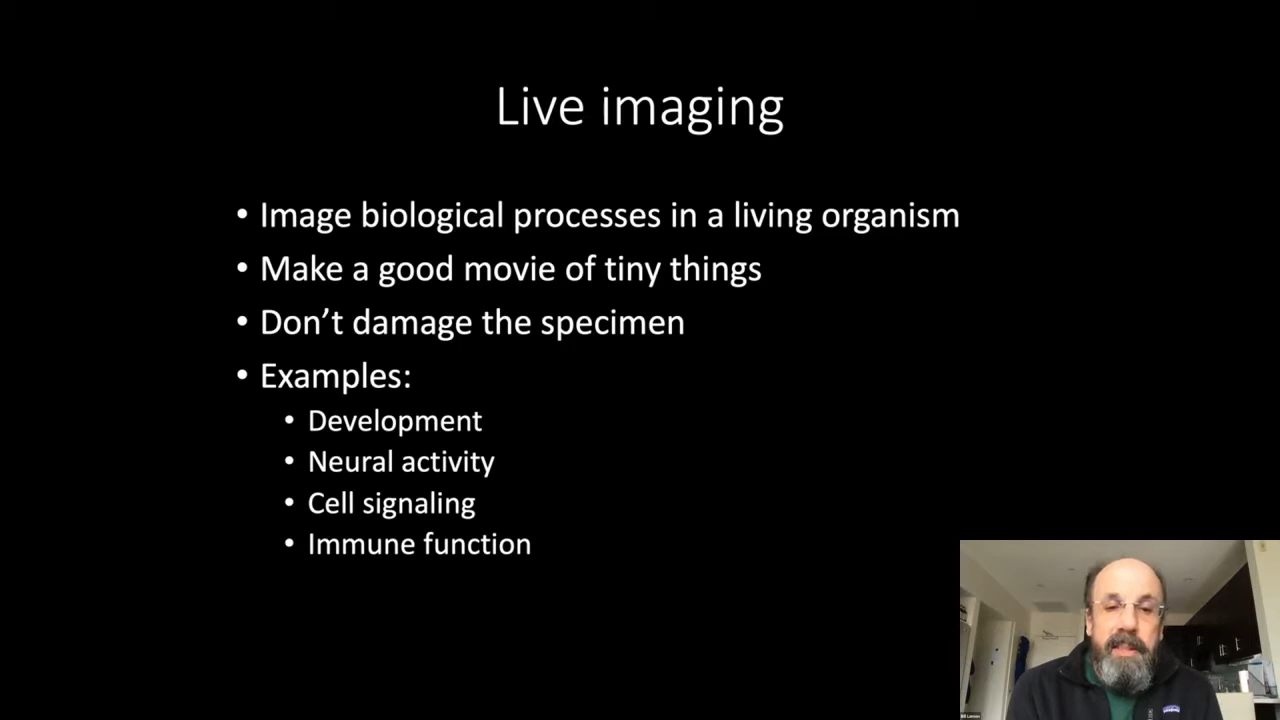 Live imaging
• Image biological processes in a living organism
• Make a good movie of tiny things
• Don’t damage the specimen
• Examples:
• Development
• Neural activity
• Cell signaling
• Immune function